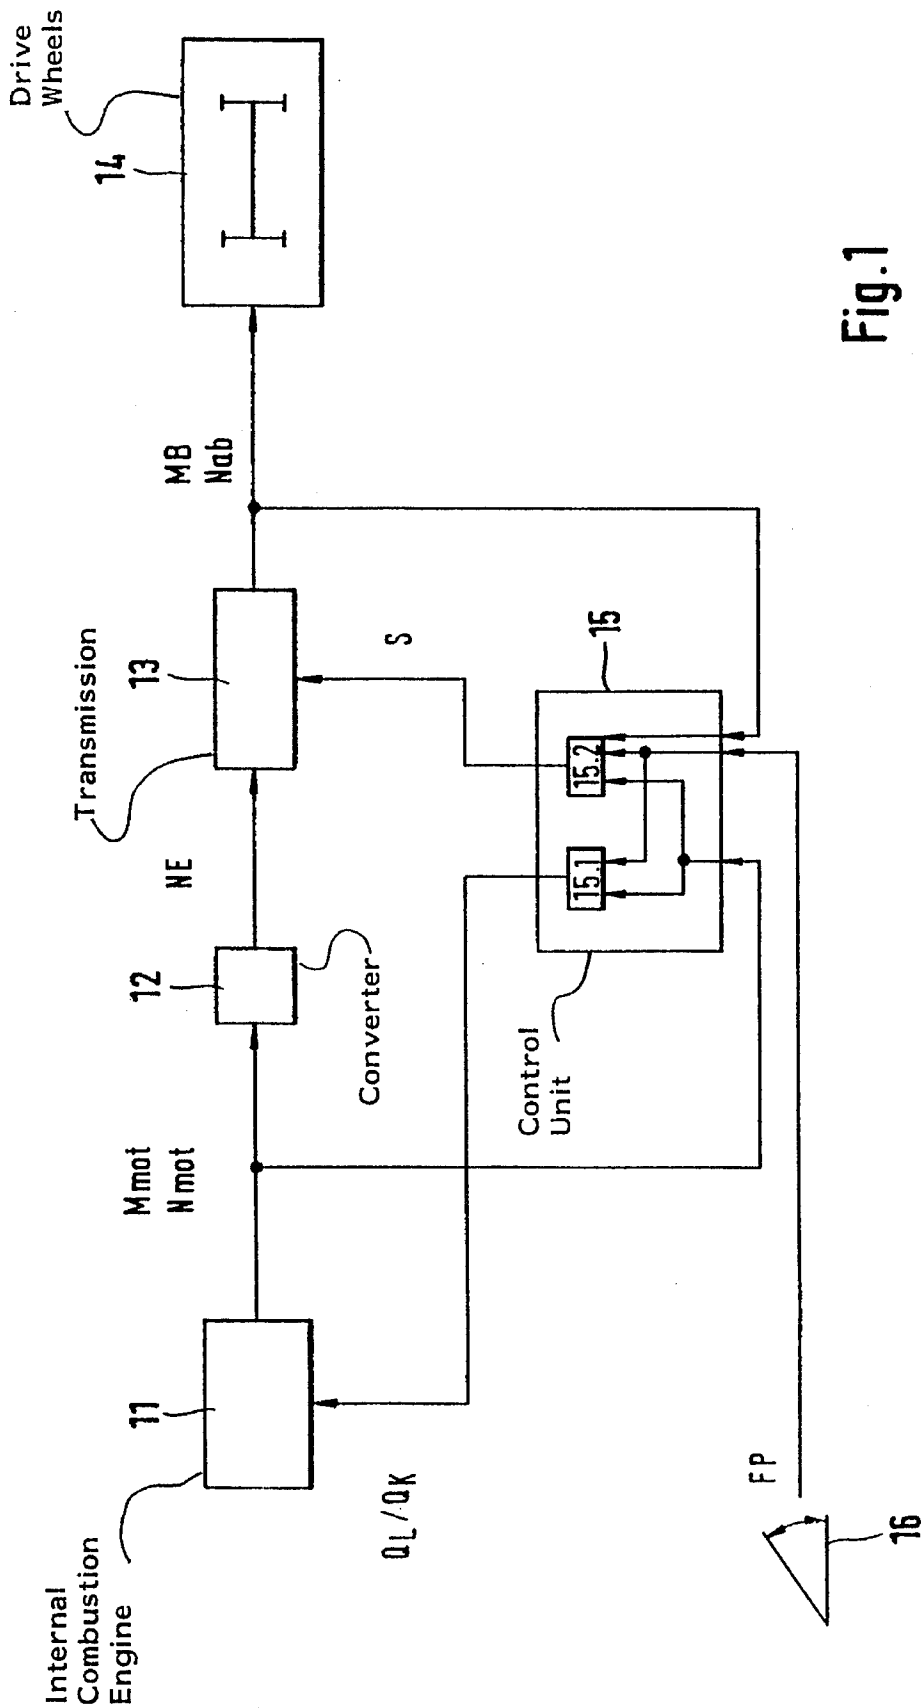 Internal
Combustion
Engine
11
Mmot
Nmot
12
Converter
NE
Transmission
13
MB
Nab
14
Drive
Wheels
QL/QK
S
Control
Unit
15
15.1
15.2
FP
16
Fig.1